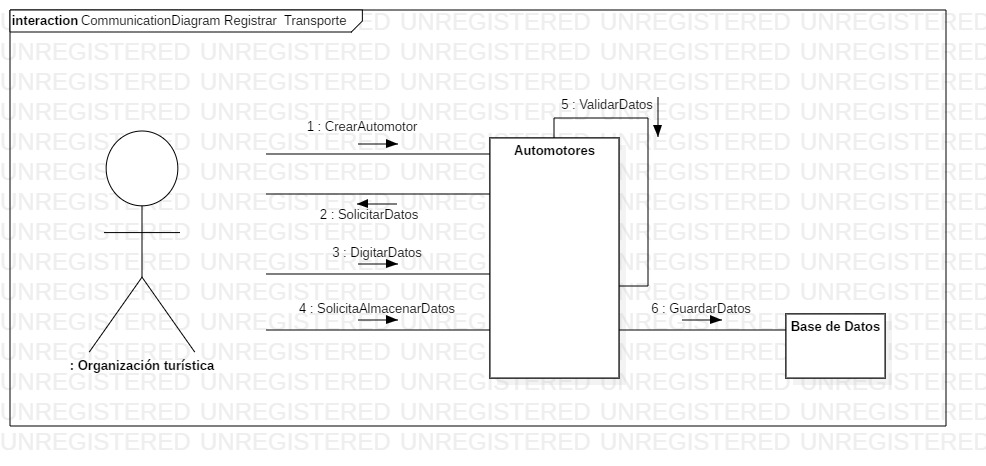 interaction CommunicationDiagram Registrar  Transporte
5 : ValidarDatos
1 : CrearAutomotor
Automotores
2 : SolicitarDatos
3 : DigitarDatos
4 : SolicitaAlmacenarDatos
6 : GuardarDatos
Base de Datos
: Organización turística
UNREGISTERED UNREGISTERED UNREGISTERED UNREGISTERED UNREGISTERED